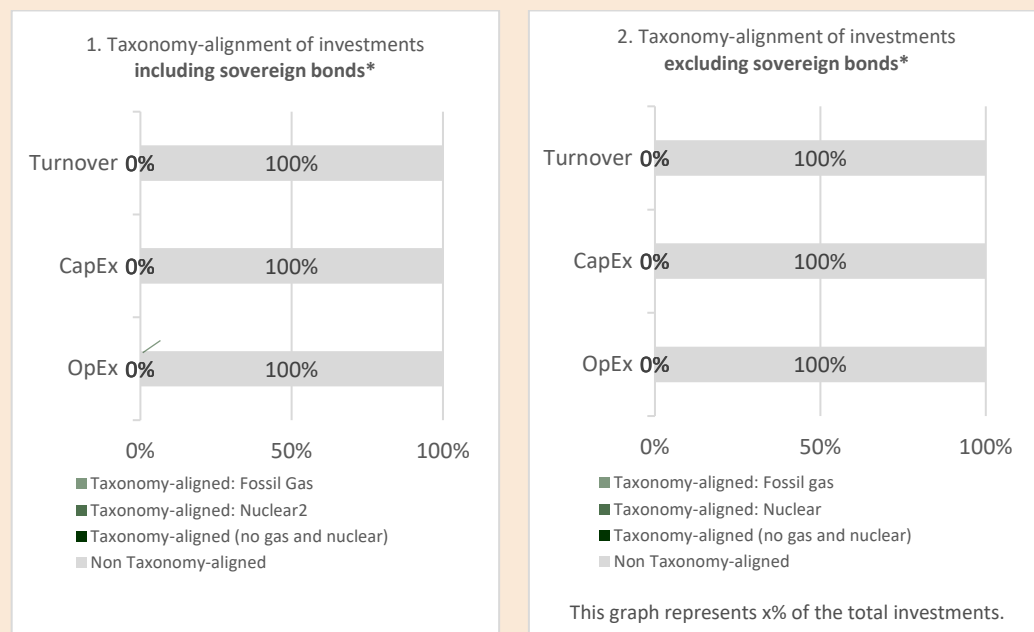 1. Taxonomy-alignment of investments
including sovereign bonds*
Turnover 0% 100%
CapEx 0% 100%
OpEx 0% 100%
0% 50% 100%
Taxonomy-aligned: Fossil Gas
Taxonomy-aligned: Nuclear2
Taxonomy-aligned (no gas and nuclear)
Non Taxonomy-aligned
2. Taxonomy-alignment of investments
excluding sovereign bonds*
Turnover 0% 100%
CapEx 0% 100%
OpEx 0% 100%
0% 50% 100%
Taxonomy-aligned: Fossil gas
Taxonomy-aligned: Nuclear
Taxonomy-aligned (no gas and nuclear)
Non Taxonomy-aligned
This graph represents x% of the total investments.